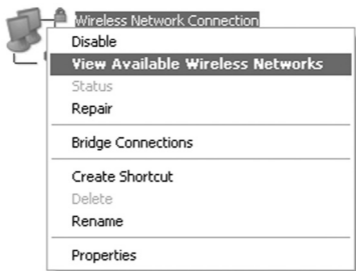 Wireless Network Connection
Disable
View Available Wireless Networks
Status
Repair
Bridge Connections
Create Shortcut
Delete
Rename
Properties